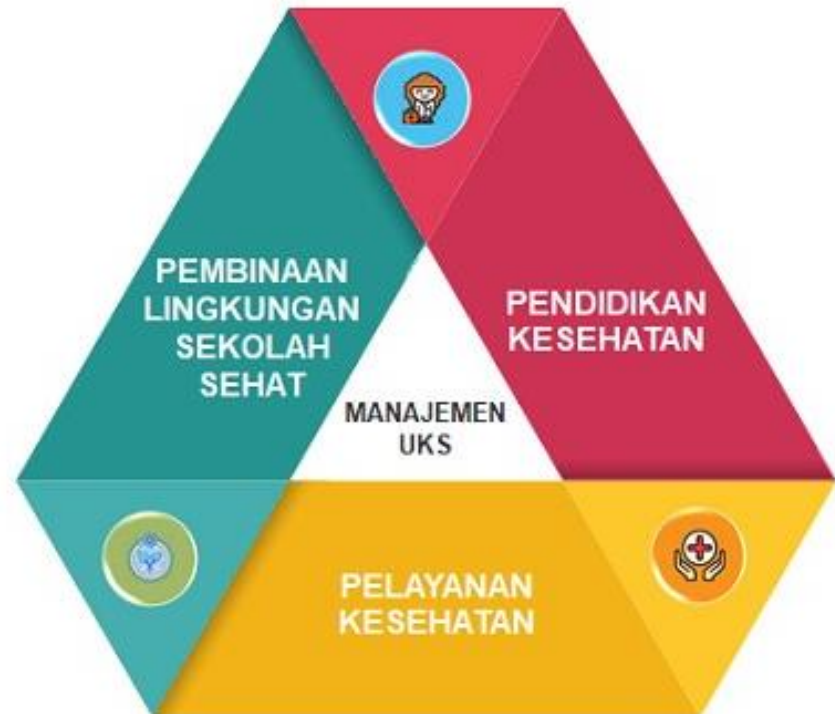 PEMBINAAN
LINGKUNGAN
SEKOLAH
SEHAT
PENDIDIKAN
KESEHATAN
MANAJEMEN
UKS
PELAYANAN
KESEHATAN